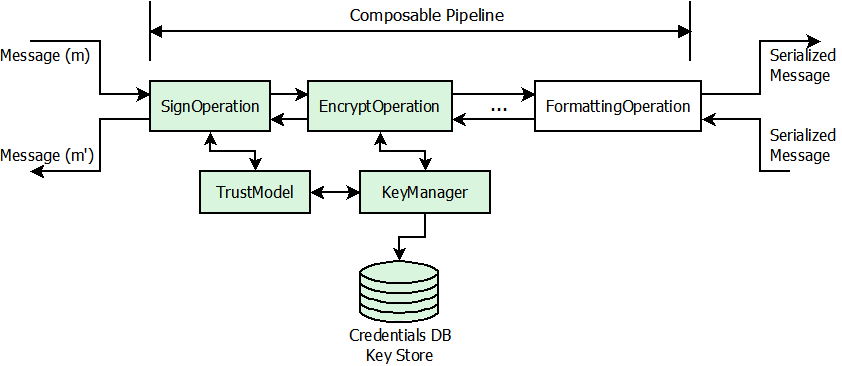 Composable Pipeline
Message (m)
Serialized
Message
SignOperation
EncryptOperation
...
FormattingOperation
Message (m')
Serialized
Message
TrustModel
KeyManager
Credentials DB
Key Store